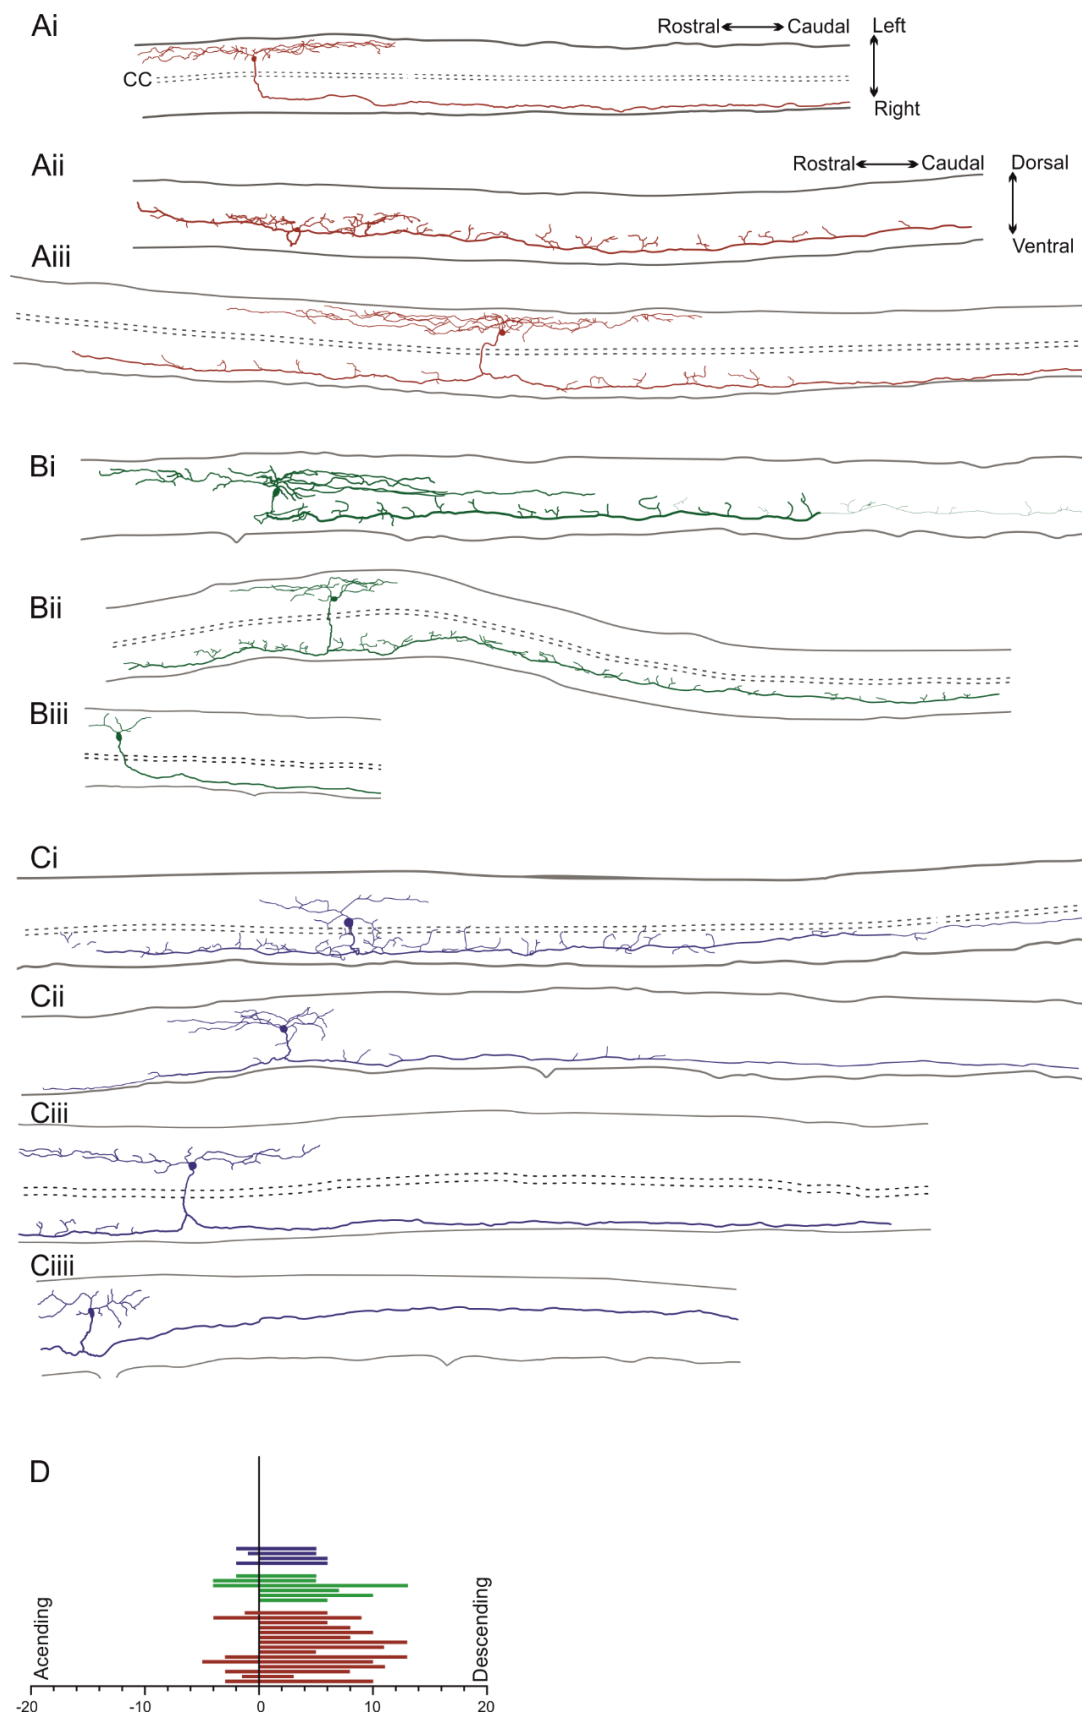 Ai
Rostral Caudal Left
CC
Right
Aii
Rostral Caudal Dorsal
Ventral
Aiii
Bi
Bii
Biii
Ci
Cii
Ciii
Ciiii
D
Acending
Descending
-20 -10 0 10 20